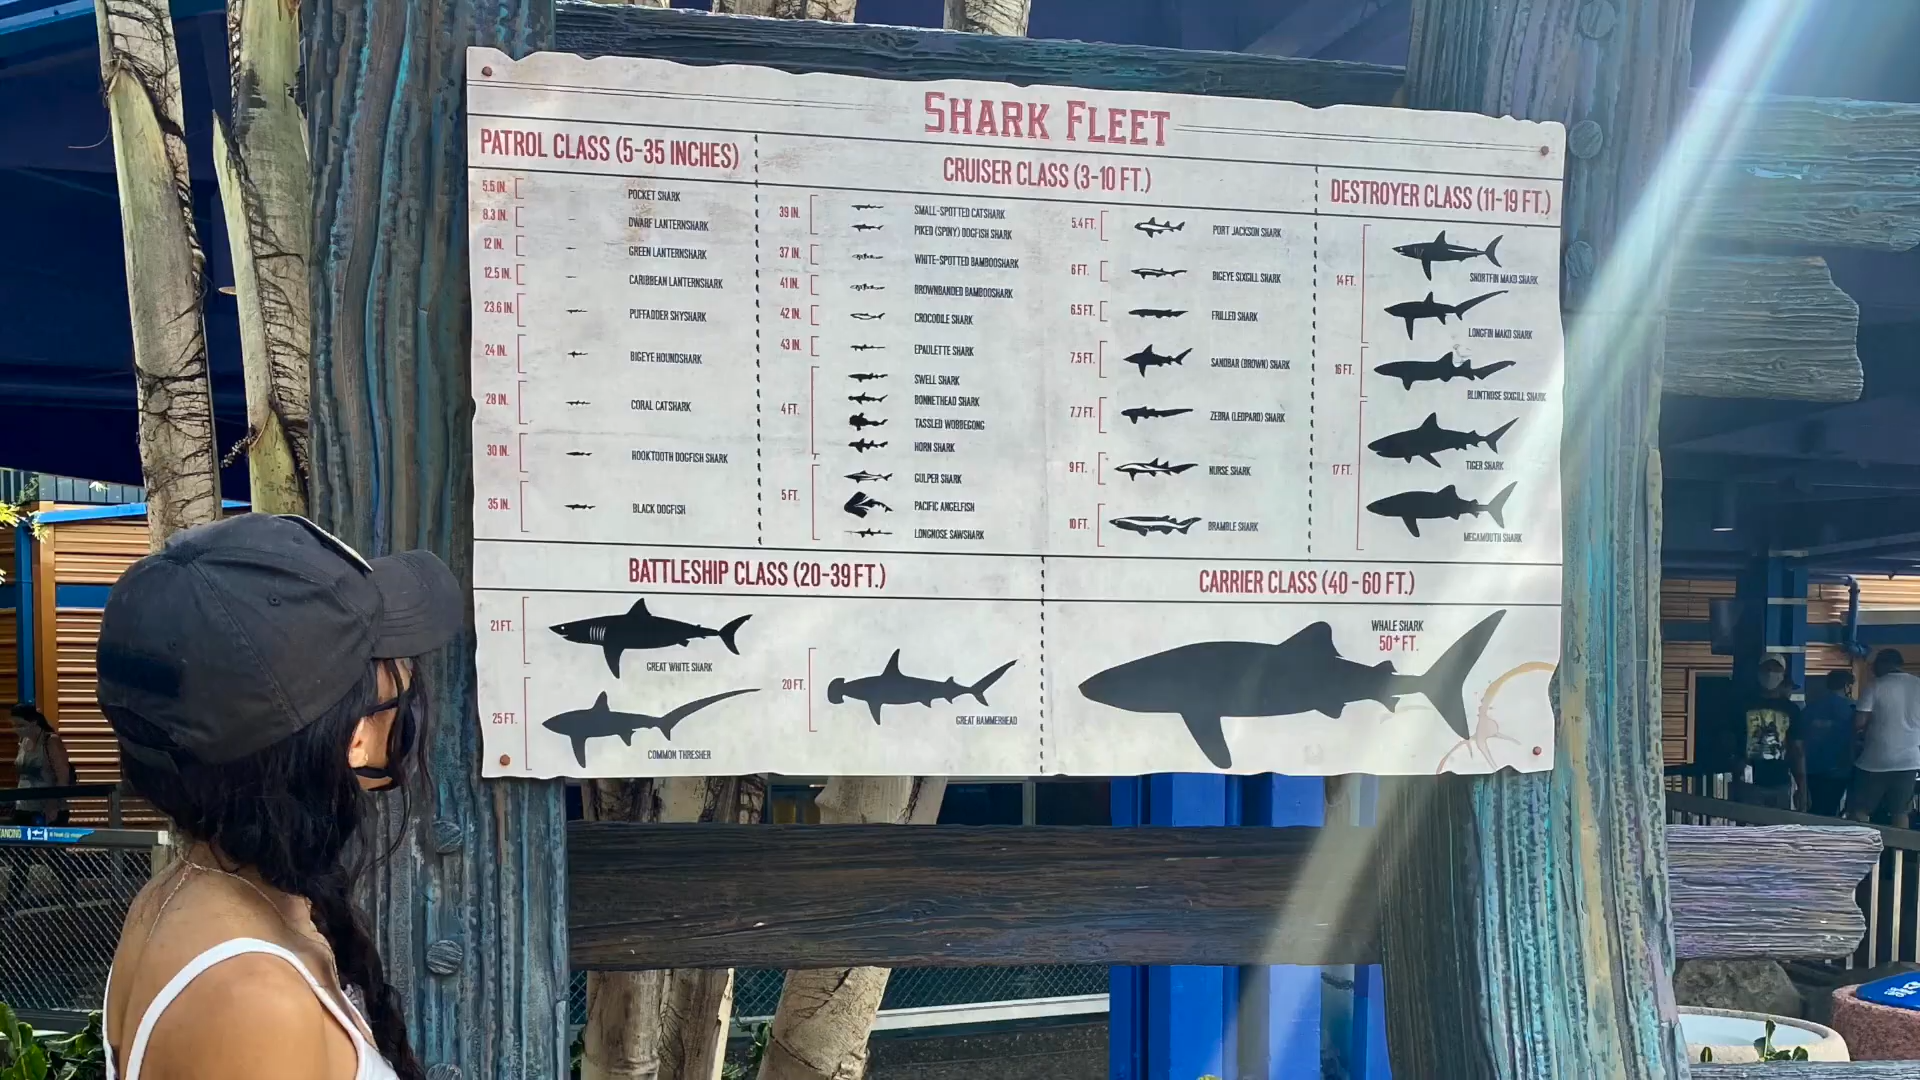 SHARK FLEET
PATROL CLASS (5-35 INCHES)
5.5 IN.
POCKET SHARK
8.3 IN.
DWARF LANTERNSHARK
12 IN.
GREEN LANTERNSHARK
12.5 IN.
CARIBBEAN LANTERNSHARK
23.6 IN.
PUFFADDER SHYSHARK
24 IN.
BIGEYE HOUNDSHARK
28 IN.
CORAL CATSHARK
30 IN.
ROOKTOOTH DOGFISH SHARK
35 IN.
BLACK DOGFISH
CRUISER CLASS (3-10 FT.)
39 IN.
SMALL-SPOTTED CATSHARK
PIKED (SPINY) DOGFISH SHARK
37 IN.
WHITE-SPOTTED BAMBOOSHARK
41 IN.
BROWNBANDED BAMBOOSHARK
42 IN.
CROCODILE SHARK
43 IN.
EPAULETTE SHARK
4 FT.
SWELL SHARK
BONNETHEAD SHARK
TASSLED WOBBEGONG
HORN SHARK
5 FT.
GULPER SHARK
PACIFIC ANGELFISH
LONGNOSE SAWSHARK
5.4 FT.
PORT JACKSON SHARK
6 FT.
BIGEYE SIXGILL SHARK
6.5 FT.
FRILLED SHARK
7.5 FT.
SANDBAR (BROWN) SHARK
7.7 FT.
ZEBRA (LEOPARD) SHARK
9 FT.
NURSE SHARK
10 FT.
BRAMBLE SHARK
DESTROYER CLASS (11-19 FT.)
14 FT.
SHORTFIN MAKO SHARK
LONGFIN MAKO SHARK
16 FT.
BLUNTNOSE SIXGILL SHARK
17 FT.
TIGER SHARK
MEGAMOUTH SHARK
BATTLESHIP CLASS (20-39 FT.)
21 FT.
GREAT WHITE SHARK
25 FT.
COMMON THRESHER
20 FT.
GREAT HAMMERHEAD
CARRIER CLASS (40 - 60 FT.)
WHALE SHARK
50+ FT.